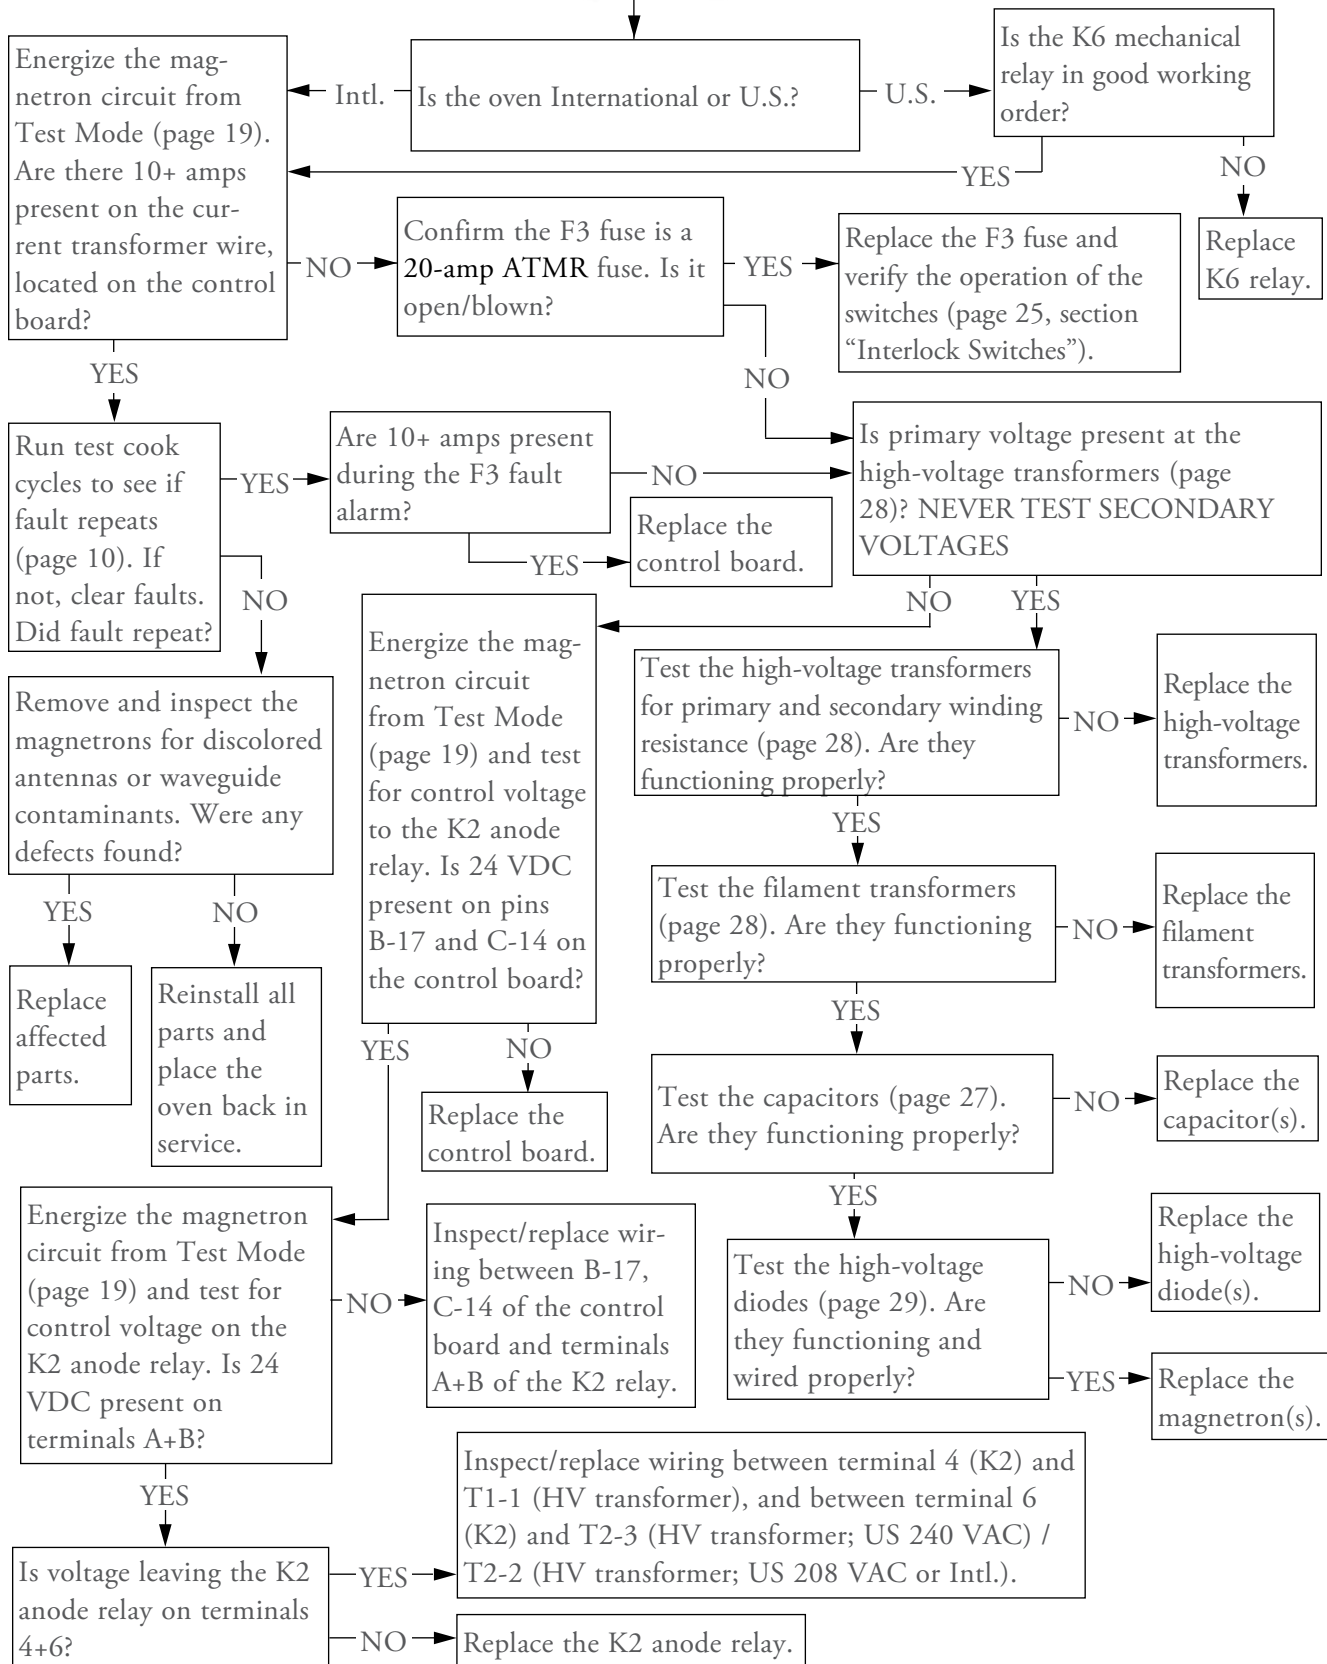 Is the oven International or U.S.?
Intl.
U.S.
Is the K6 mechanical
relay in good working
order?
YES
NO
Replace
K6 relay.
Energize the mag-
netron circuit from
Test Mode (page 19).
Are there 10+ amps
present on the cur-
rent transformer wire,
located on the control
board?
NO
YES
Confirm the F3 fuse is a
20-amp ATMR fuse. Is it
open/blown?
YES
NO
Replace the F3 fuse and
verify the operation of the
switches (page 25, section
“Interlock Switches”).
Run test cook
cycles to see if
fault repeats
(page 10). If
not, clear faults.
Did fault repeat?
YES
NO
Are 10+ amps present
during the F3 fault
alarm?
NO
YES
Replace the
control board.
Is primary voltage present at the
high-voltage transformers (page
28)? NEVER TEST SECONDARY
VOLTAGES
NO
YES
Remove and inspect the
magnetrons for discolored
antennas or waveguide
contaminants. Were any
defects found?
YES
NO
Replace
affected
parts.
Reinstall all
parts and
place the
oven back in
service.
Energize the mag-
netron circuit
from Test Mode
(page 19) and test
for control voltage
to the K2 anode
relay. Is 24 VDC
present on pins
B-17 and C-14 on
the control board?
YES
NO
Replace the
control board.
Test the high-voltage transformers
for primary and secondary winding
resistance (page 28). Are they
functioning properly?
NO
Replace the
high-voltage
transformers.
YES
Test the filament transformers
(page 28). Are they functioning
properly?
NO
Replace the
filament
transformers.
YES
Test the capacitors (page 27).
Are they functioning properly?
NO
Replace the
capacitor(s).
YES
Test the high-voltage
diodes (page 29). Are
they functioning and
wired properly?
NO
Replace the
high-voltage
diode(s).
YES
Replace the
magnetron(s).
Energize the magnetron
circuit from Test Mode
(page 19) and test for
control voltage on the
K2 anode relay. Is 24
VDC present on
terminals A+B?
NO
Inspect/replace wir-
ing between B-17,
C-14 of the control
board and terminals
A+B of the K2 relay.
YES
Is voltage leaving the K2
anode relay on terminals
4+6?
YES
Inspect/replace wiring between terminal 4 (K2) and
T1-1 (HV transformer), and between terminal 6
(K2) and T2-3 (HV transformer; US 240 VAC) /
T2-2 (HV transformer; US 208 VAC or Intl.).
NO
Replace the K2 anode relay.